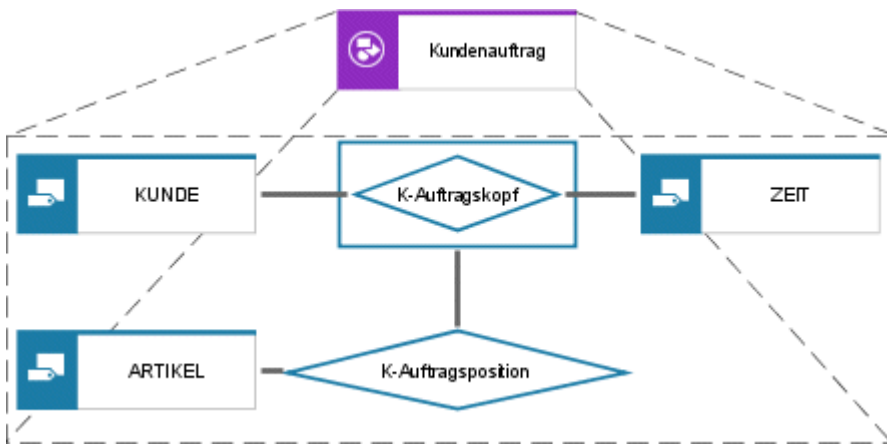 Kundenauftrag
KUNDE
K-Auftragskopf
ZEIT
ARTIKEL
K-Auftragsposition